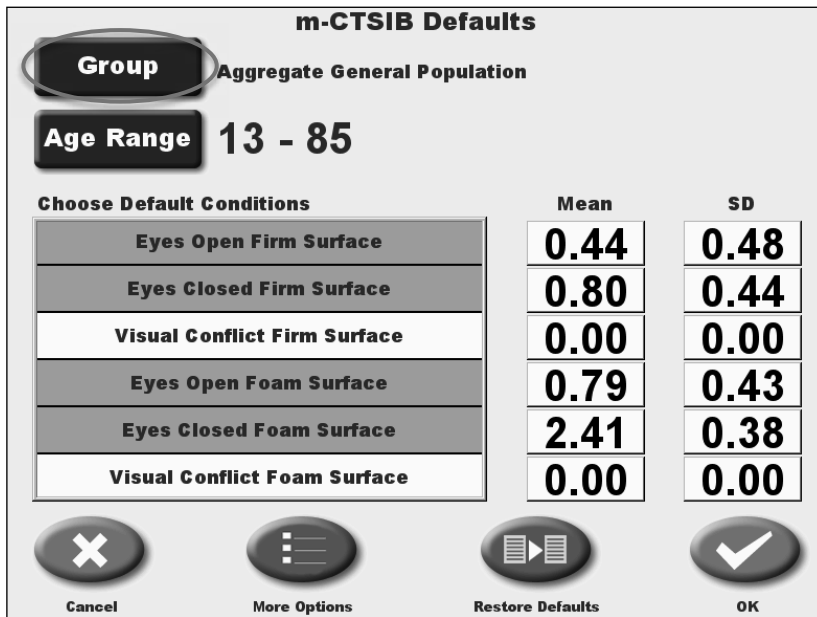 m-CTSIB Defaults
Group Aggregate General Population
Age Range 13 - 85
Choose Default Conditions Mean SD
Eyes Open Firm Surface 0.44 0.48
Eyes Closed Firm Surface 0.80 0.44
Visual Conflict Firm Surface 0.00 0.00
Eyes Open Foam Surface 0.79 0.43
Eyes Closed Foam Surface 2.41 0.38
Visual Conflict Foam Surface 0.00 0.00
Cancel More Options Restore Defaults OK